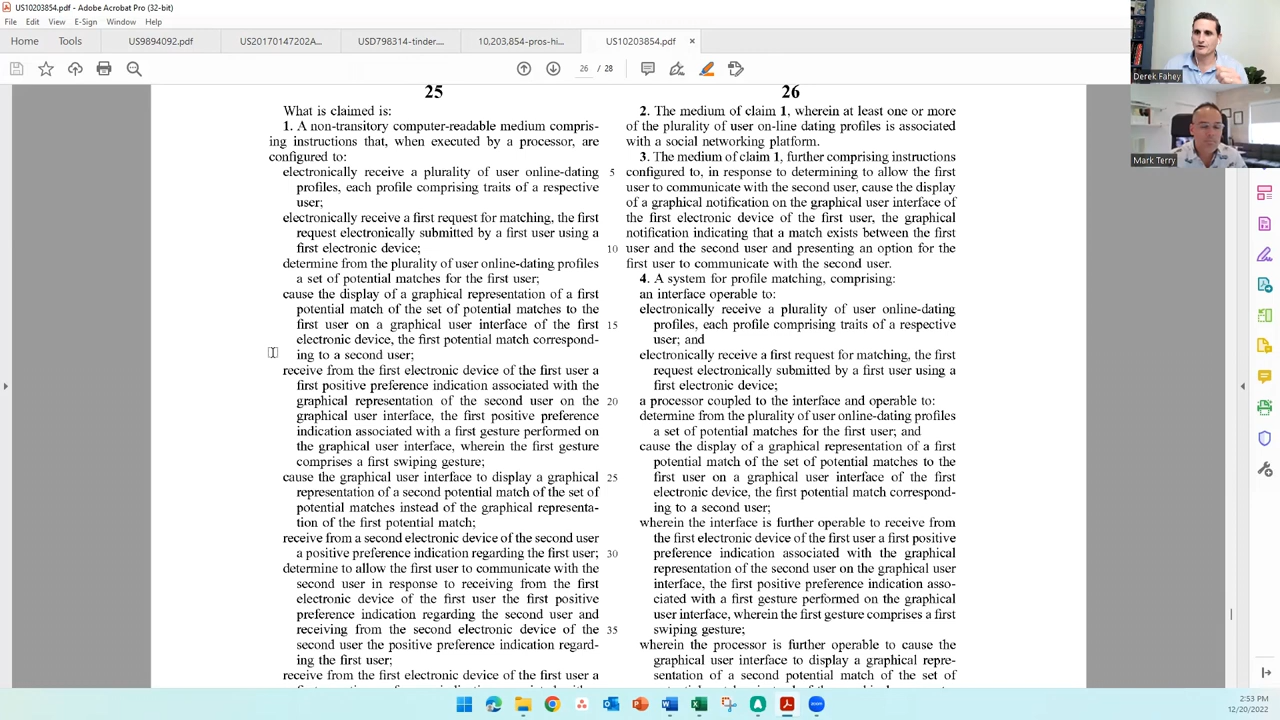 US10203854.pdf - Adobe Acrobat Pro (32-bit)
File Edit View E-Sign Window Help
Home Tools US9894092.pdf US20170147202A... USD798314-tinder.... 10,203,854-pros-hi... US10203854.pdf ×
26 / 28
25
What is claimed is:
1. A non-transitory computer-readable medium compris-
ing instructions that, when executed by a processor, are
configured to:
electronically receive a plurality of user online-dating
profiles, each profile comprising traits of a respective
user;
electronically receive a first request for matching, the first
request electronically submitted by a first user using a
first electronic device;
determine from the plurality of user online-dating profiles
a set of potential matches for the first user;
cause the display of a graphical representation of a first
potential match of the set of potential matches to the
first user on a graphical user interface of the first
electronic device, the first potential match correspond-
ing to a second user;
receive from the first electronic device of the first user a
first positive preference indication associated with the
graphical representation of the second user on the
graphical user interface, the first positive preference
indication associated with a first gesture performed on
the graphical user interface, wherein the first gesture
comprises a first swiping gesture;
cause the graphical user interface to display a graphical
representation of a second potential match of the set of
potential matches instead of the graphical representa-
tion of the first potential match;
receive from a second electronic device of the second user
a positive preference indication regarding the first user;
determine to allow the first user to communicate with the
second user in response to receiving from the first
electronic device of the first user the first positive
preference indication regarding the second user and
receiving from the second electronic device of the
second user the positive preference indication regard-
ing the first user;
receive from the first electronic device of the first user a
5
10
15
20
25
30
35
26
2. The medium of claim 1, wherein at least one or more
of the plurality of user on-line dating profiles is associated
with a social networking platform.
3. The medium of claim 1, further comprising instructions
configured to, in response to determining to allow the first
user to communicate with the second user, cause the display
of a graphical notification on the graphical user interface of
the first electronic device of the first user, the graphical
notification indicating that a match exists between the first
user and the second user and presenting an option for the
first user to communicate with the second user.
4. A system for profile matching, comprising:
an interface operable to:
electronically receive a plurality of user online-dating
profiles, each profile comprising traits of a respective
user; and
electronically receive a first request for matching, the first
request electronically submitted by a first user using a
first electronic device;
a processor coupled to the interface and operable to:
determine from the plurality of user online-dating profiles
a set of potential matches for the first user; and
cause the display of a graphical representation of a first
potential match of the set of potential matches to the
first user on a graphical user interface of the first
electronic device, the first potential match correspond-
ing to a second user;
wherein the interface is further operable to receive from
the first electronic device of the first user a first positive
preference indication associated with the graphical
representation of the second user on the graphical user
interface, the first positive preference indication asso-
ciated with a first gesture performed on the graphical
user interface, wherein the first gesture comprises a first
swiping gesture;
wherein the processor is further operable to cause the
graphical user interface to display a graphical repre-
sentation of a second potential match of the set of
Derek Fahey
Mark Terry
2:53 PM
12/20/2022